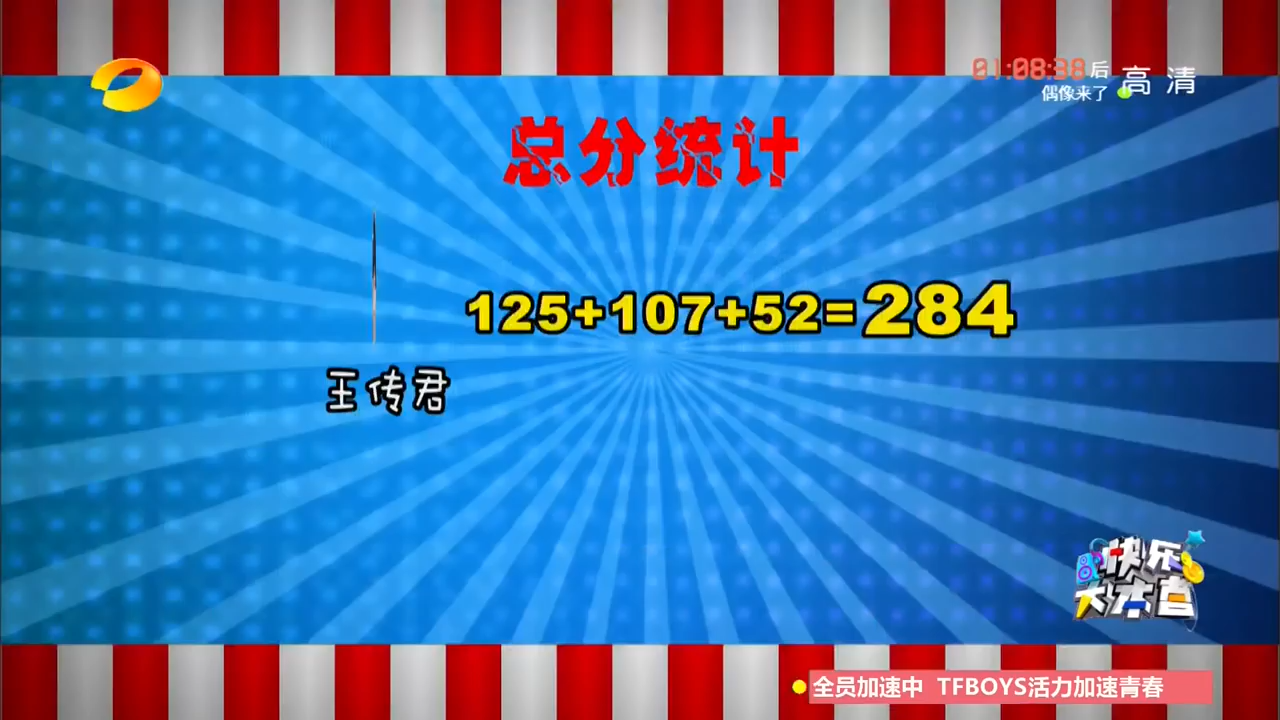 01:08:38后
偶像来了
高清
总分统计
125+107+52=284
王传君
快乐
大本营
全员加速中 TFBOYS活力加速青春